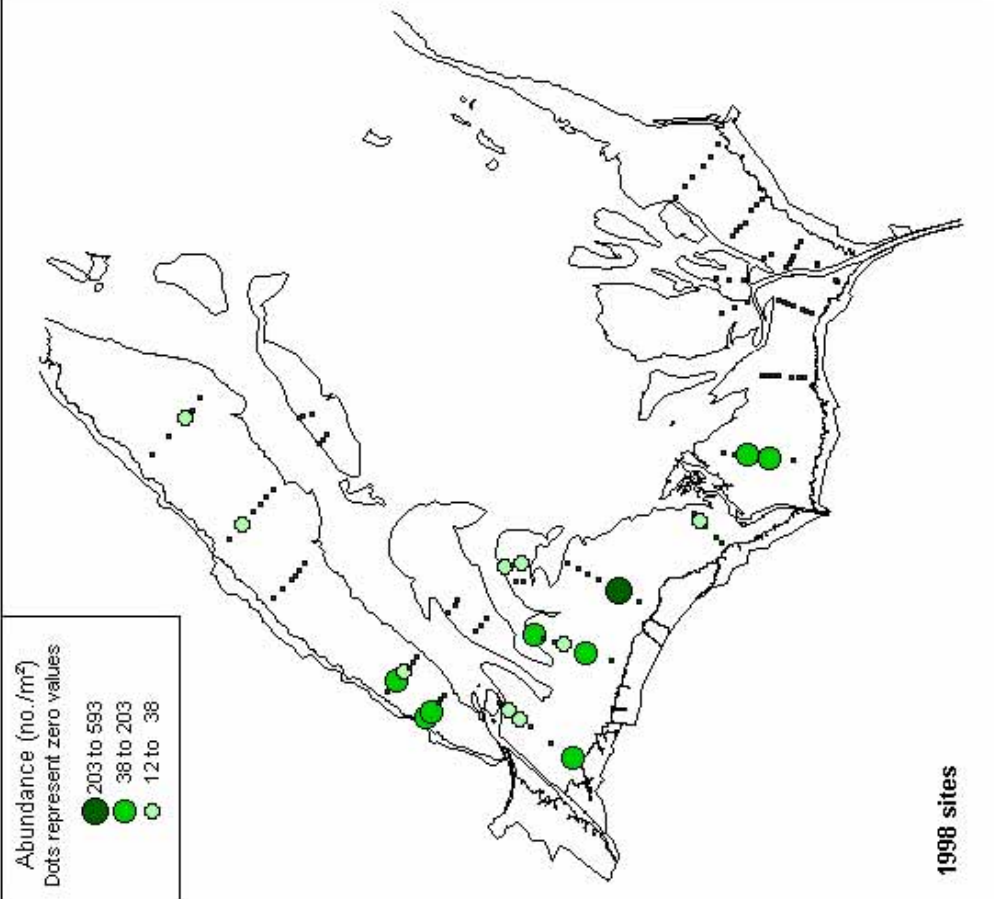 Abundance (no./m²)
Dots represent zero values
203 to 593
38 to 203
12 to 38
1998 sites